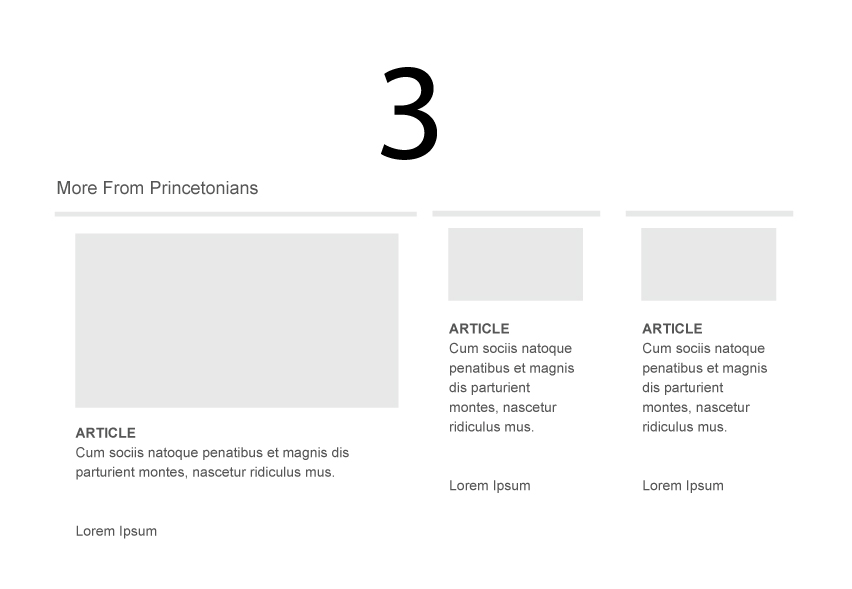 3
More From Princetonians
ARTICLE
Cum sociis natoque penatibus et magnis dis
parturient montes, nascetur ridiculus mus.
Lorem Ipsum
ARTICLE
Cum sociis natoque
penatibus et magnis
dis parturient
montes, nascetur
ridiculus mus.
Lorem Ipsum
ARTICLE
Cum sociis natoque
penatibus et magnis
dis parturient
montes, nascetur
ridiculus mus.
Lorem Ipsum